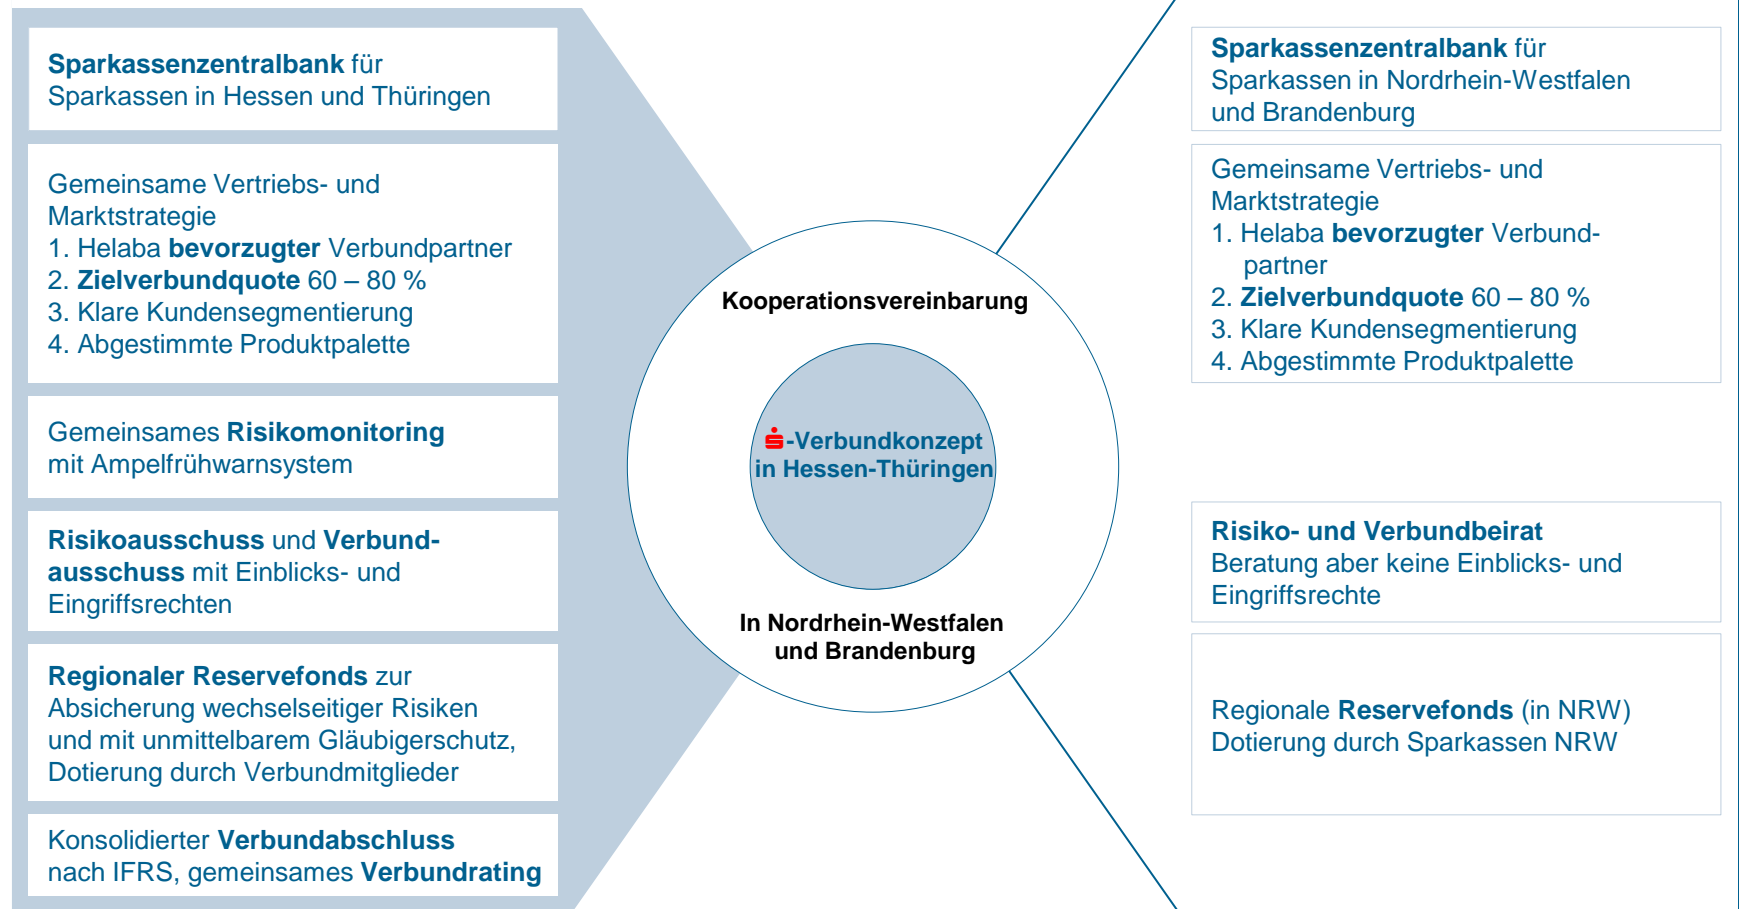 Sparkassenzentralbank für
Sparkassen in Hessen und Thüringen
Gemeinsame Vertriebs- und
Marktstrategie
1. Helaba bevorzugter Verbundpartner
2. Zielverbundquote 60 – 80 %
3. Klare Kundensegmentierung
4. Abgestimmte Produktpalette
Gemeinsames Risikomonitoring
mit Ampelfrühwarnsystem
Risikoausschuss und Verbund-
ausschuss mit Einblicks- und
Eingriffsrechten
Regionaler Reservefonds zur
Absicherung wechselseitiger Risiken
und mit unmittelbarem Gläubigerschutz,
Dotierung durch Verbundmitglieder
Konsolidierter Verbundabschluss
nach IFRS, gemeinsames Verbundrating
Kooperationsvereinbarung
S-Verbundkonzept
in Hessen-Thüringen
In Nordrhein-Westfalen
und Brandenburg
Sparkassenzentralbank für
Sparkassen in Nordrhein-Westfalen
und Brandenburg
Gemeinsame Vertriebs- und
Marktstrategie
1. Helaba bevorzugter Verbund-
partner
2. Zielverbundquote 60 – 80 %
3. Klare Kundensegmentierung
4. Abgestimmte Produktpalette
Risiko- und Verbundbeirat
Beratung aber keine Einblicks- und
Eingriffsrechte
Regionale Reservefonds (in NRW)
Dotierung durch Sparkassen NRW